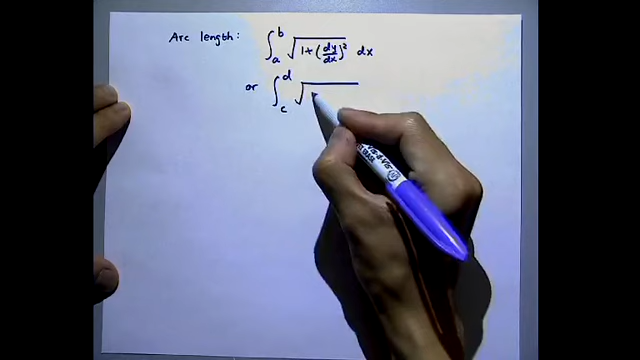 Arc length: ∫_a^b √(1+(dy/dx)²) dx
or ∫_c^d √